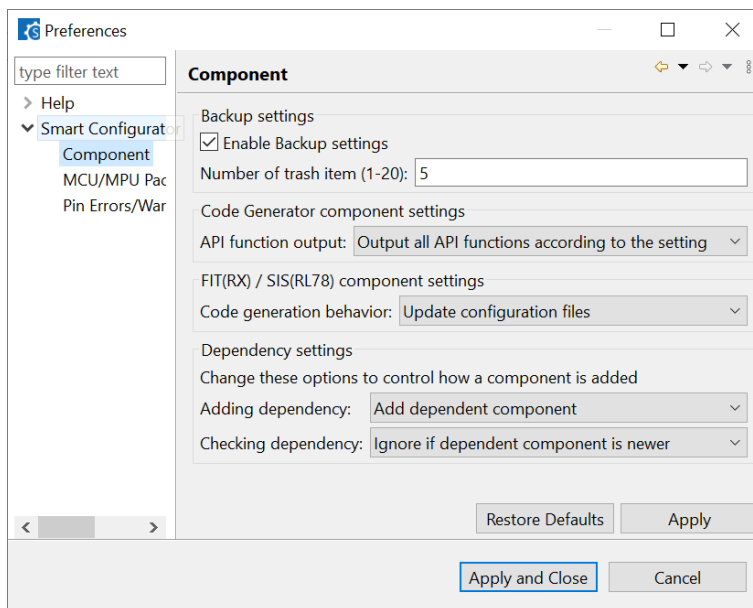 Preferences
type filter text
Component
Help
Smart Configurator
Component
MCU/MPU Pac
Pin Errors/War
Backup settings
Enable Backup settings
Number of trash item (1-20): 5
Code Generator component settings
API function output: Output all API functions according to the setting
FIT(RX) / SIS(RL78) component settings
Code generation behavior: Update configuration files
Dependency settings
Change these options to control how a component is added
Adding dependency: Add dependent component
Checking dependency: Ignore if dependent component is newer
Restore Defaults Apply
Apply and Close Cancel